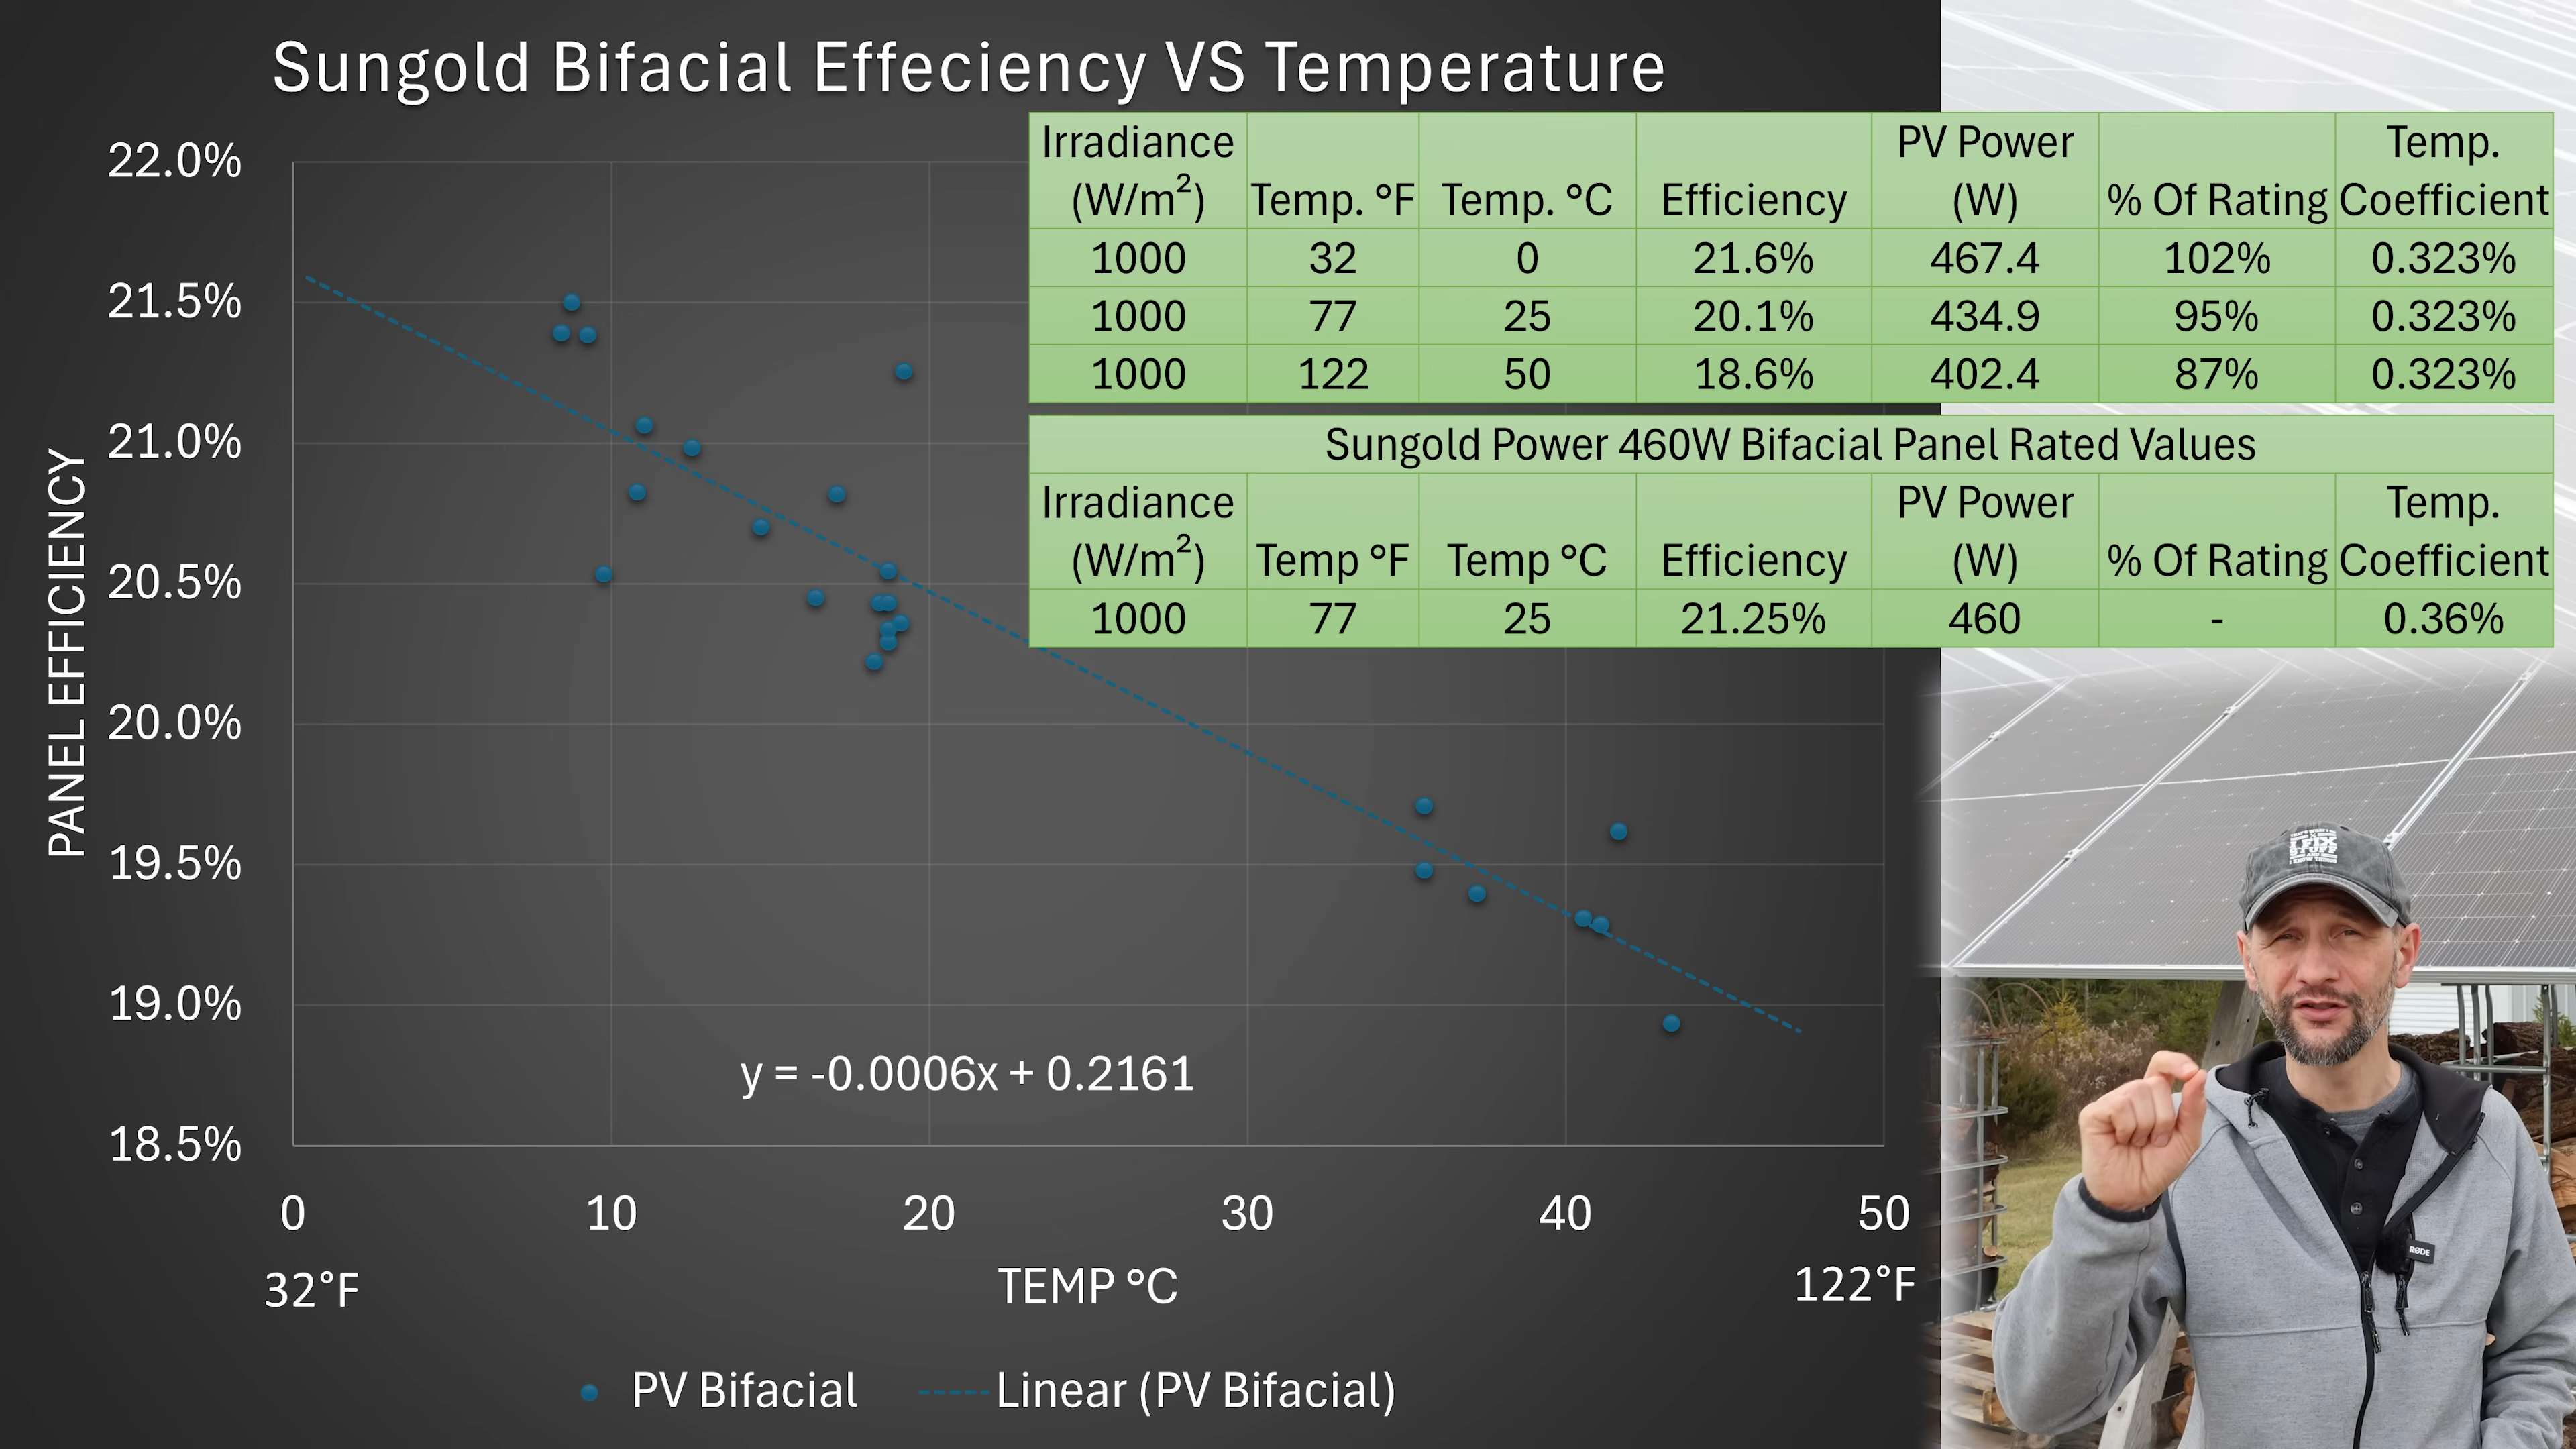 Sungold Bifacial Effeciency VS Temperature
Irradiance (W/m²) Temp. °F Temp. °C Efficiency PV Power (W) % Of Rating Temp. Coefficient
1000 32 0 21.6% 467.4 102% 0.323%
1000 77 25 20.1% 434.9 95% 0.323%
1000 122 50 18.6% 402.4 87% 0.323%
Sungold Power 460W Bifacial Panel Rated Values
Irradiance (W/m²) Temp °F Temp °C Efficiency PV Power (W) % Of Rating Temp. Coefficient
1000 77 25 21.25% 460 - 0.36%
PANEL EFFICIENCY
22.0%
21.5%
21.0%
20.5%
20.0%
19.5%
19.0%
18.5%
y = -0.0006x + 0.2161
0 10 20 30 40 50
32°F TEMP °C 122°F
PV Bifacial Linear (PV Bifacial)
STUFF
I KNOW THINGS
RØDE